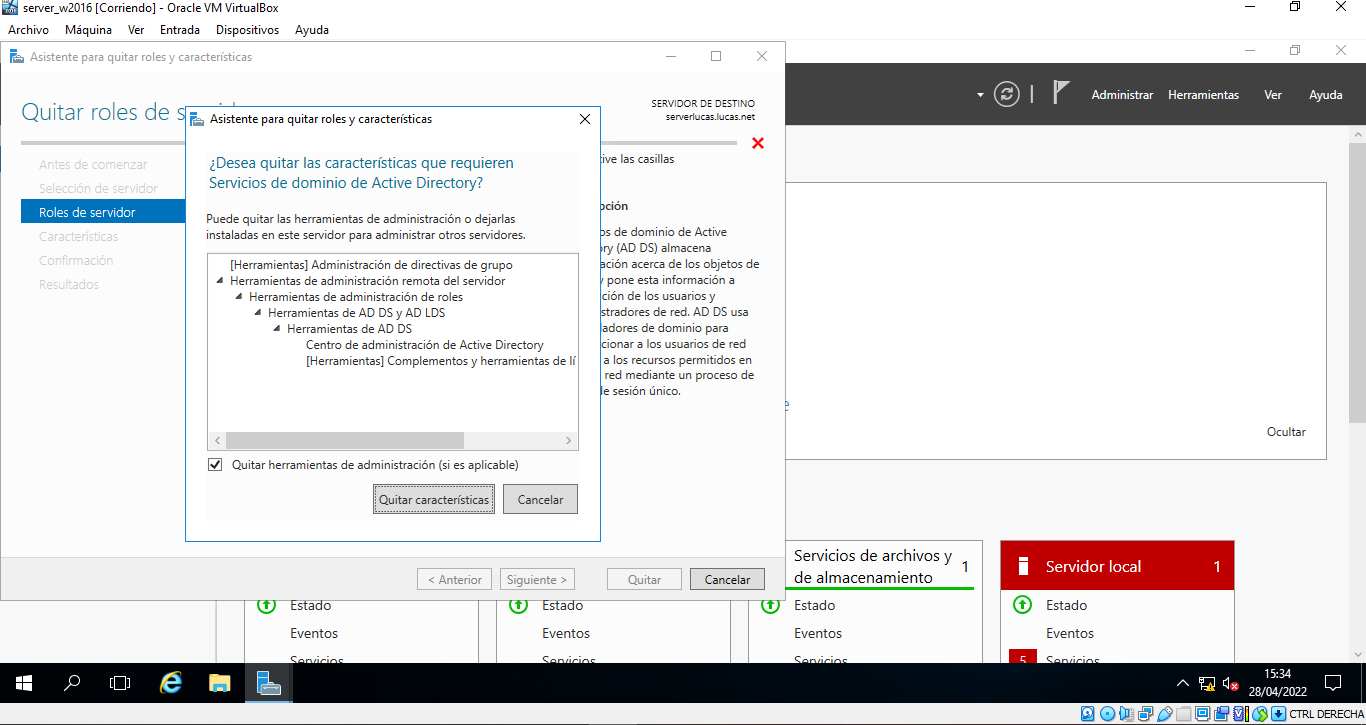 server_w2016 [Corriendo] - Oracle VM VirtualBox
Archivo Máquina Ver Entrada Dispositivos Ayuda
Asistente para quitar roles y características
Administrar Herramientas Ver Ayuda
Quitar roles de
SERVIDOR DE DESTINO
serverlucas.lucas.net
Antes de comenzar
Selección de servidor
Roles de servidor
Características
Confirmación
Resultados
Asistente para quitar roles y características
¿Desea quitar las características que requieren
Servicios de dominio de Active Directory?
Puede quitar las herramientas de administración o dejarlas
instaladas en este servidor para administrar otros servidores.
[Herramientas] Administración de directivas de grupo
Herramientas de administración remota del servidor
Herramientas de administración de roles
Herramientas de AD DS y AD LDS
Herramientas de AD DS
Centro de administración de Active Directory
[Herramientas] Complementos y herramientas de lí
Quitar herramientas de administración (si es aplicable)
Quitar características Cancelar
ive las casillas
pción
os de dominio de Active
ory (AD DS) almacena
ación acerca de los objetos de
y pone esta información a
ción de los usuarios y
stradores de red. AD DS usa
ladores de dominio para
cionar a los usuarios de red
a los recursos permitidos en
red mediante un proceso de
de sesión único.
Ocultar
< Anterior Siguiente > Quitar Cancelar
Servicios de archivos y
de almacenamiento 1
Servidor local 1
Estado Estado Estado Estado
Eventos Eventos Eventos Eventos
Servicios Servicios Servicios 5 Servicios
15:34
28/04/2022
CTRL DERECHA